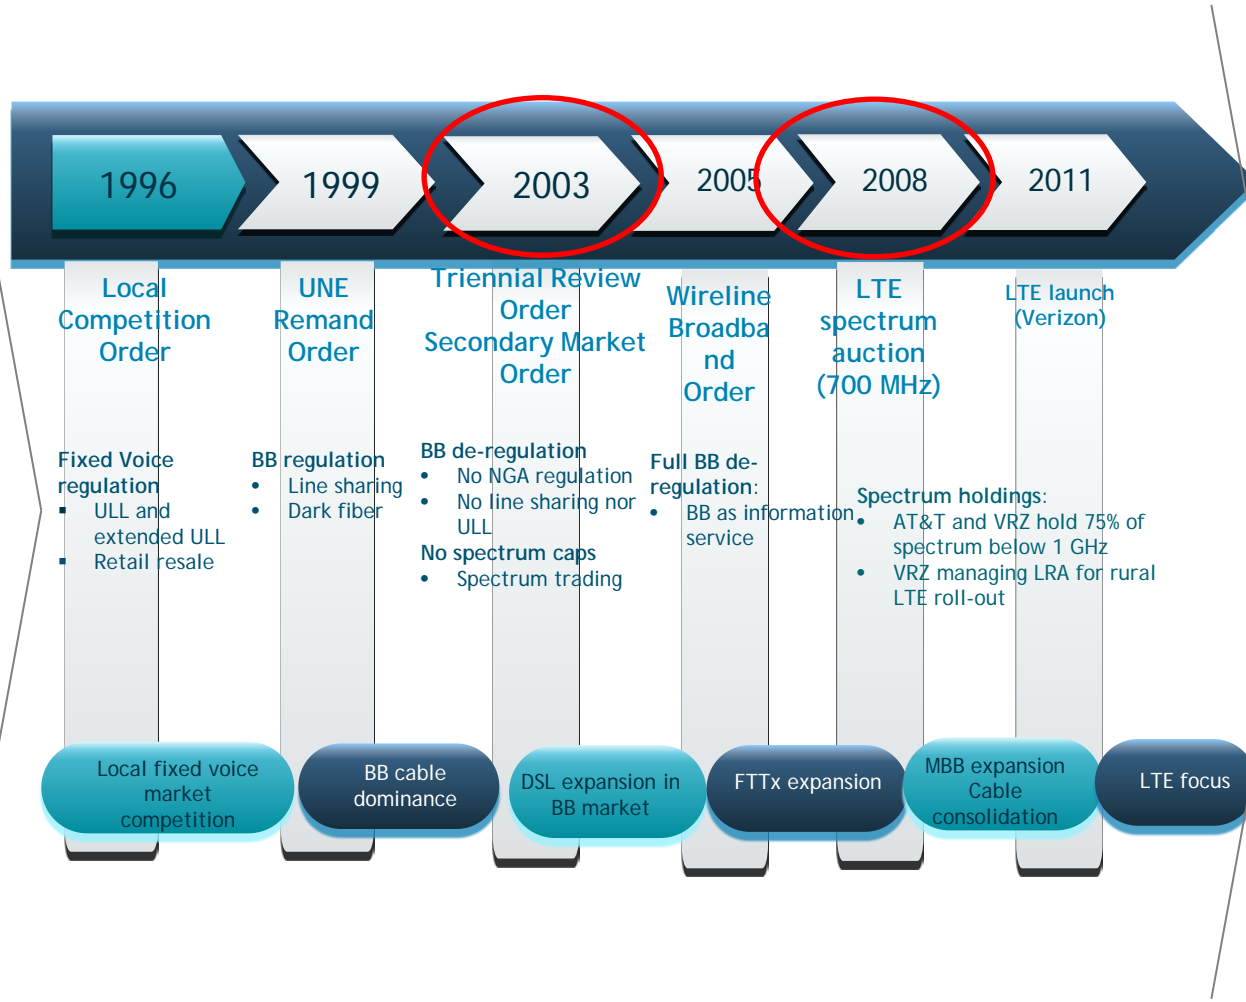 1996
1999
2003
2005
2008
2011
Local
Competition
Order
UNE
Remand
Order
Triennial Review
Order
Secondary Market
Order
Wireline
Broadba
nd
Order
LTE
spectrum
auction
(700 MHz)
LTE launch
(Verizon)
Fixed Voice
regulation
▪ ULL and
extended ULL
▪ Retail resale
BB regulation
• Line sharing
• Dark fiber
BB de-regulation
• No NGA regulation
• No line sharing nor
ULL
No spectrum caps
• Spectrum trading
Full BB de-
regulation:
• BB as information
service
Spectrum holdings:
• AT&T and VRZ hold 75% of
spectrum below 1 GHz
• VRZ managing LRA for rural
LTE roll-out
Local fixed voice
market
competition
BB cable
dominance
DSL expansion in
BB market
FTTx expansion
MBB expansion
Cable
consolidation
LTE focus